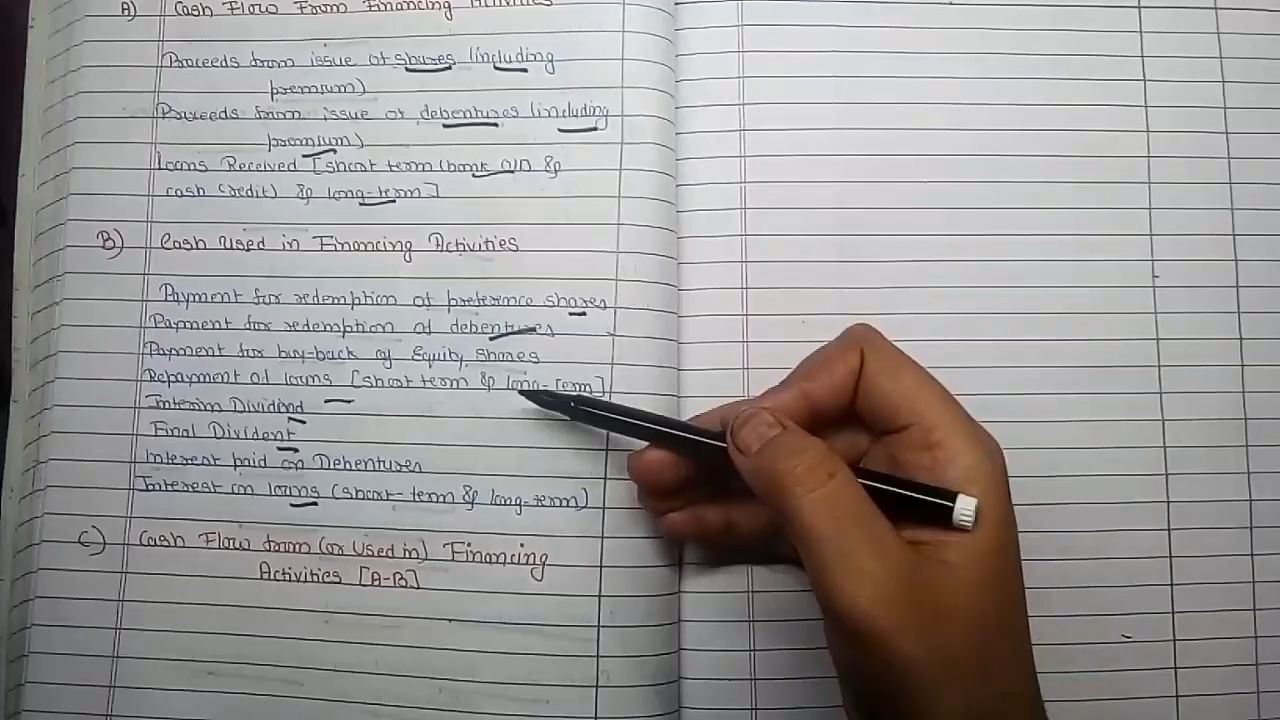 A) Cash Flow From Financing Activities
Proceeds from issue of shares (including
premium)
Proceeds from issue of debentures (including
premium)
Loans Received [short term (bank O/D &
cash credit) & long-term]
B) Cash Used in Financing Activities
Payment for redemption of preference shares
Payment for redemption of debentures
Payment for buy-back of Equity shares
Repayment of loans [short term & long-term]
Interim Dividend
Final Divident
Interest paid on Debentures
Interest on loans (short-term & long-term)
C) Cash Flow form (or Used in) Financing
Activities [A-B]